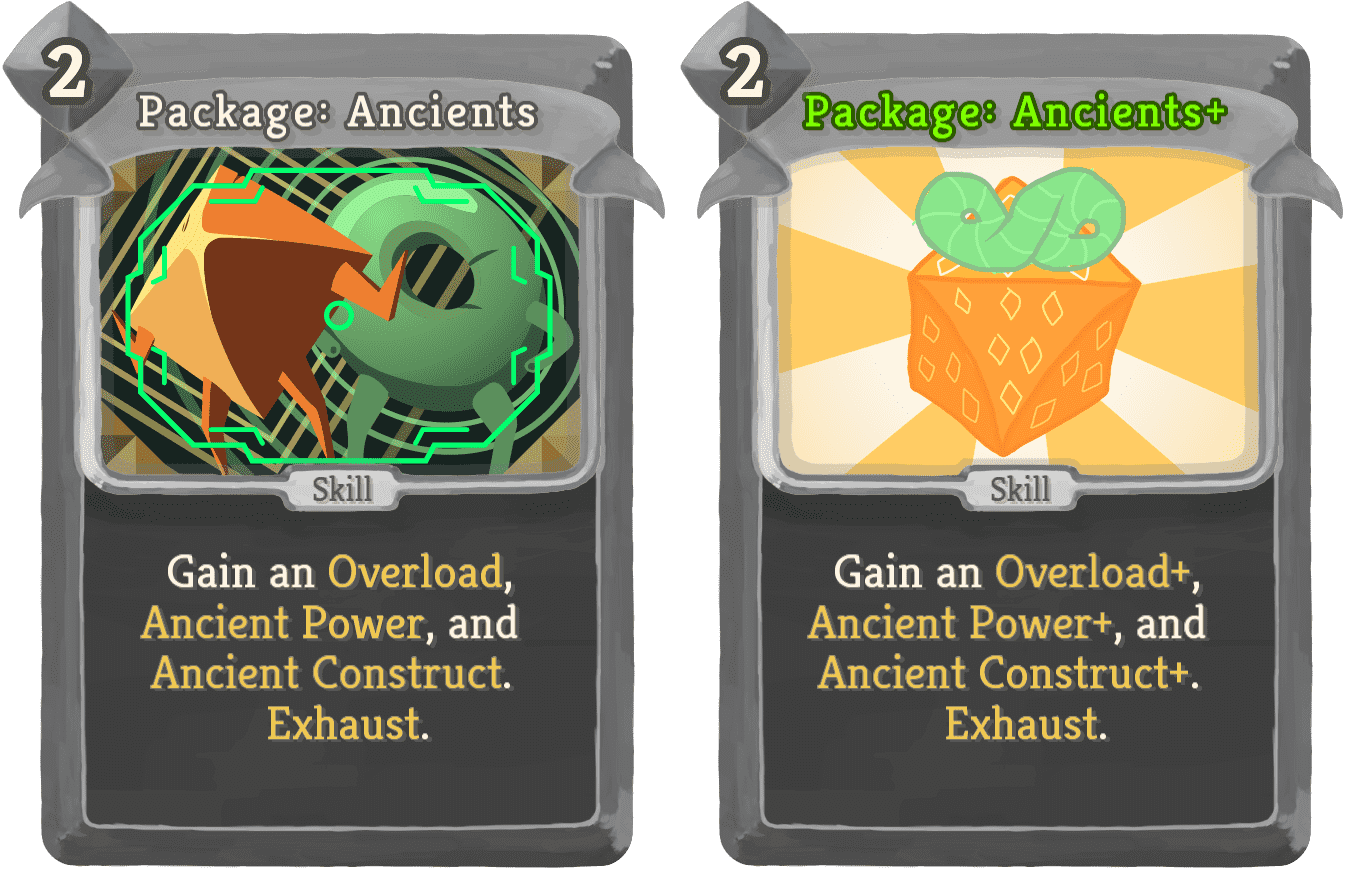 2
Package: Ancients
Skill
Gain an Overload,
Ancient Power, and
Ancient Construct.
Exhaust.
2
Package: Ancients+
Skill
Gain an Overload+,
Ancient Power+, and
Ancient Construct+.
Exhaust.